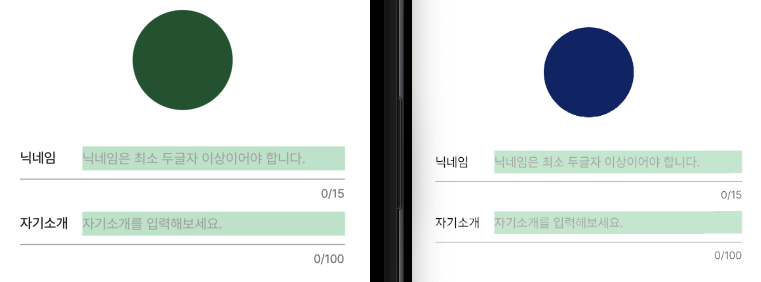 닉네임 닉네임은 최소 두글자 이상이어야 합니다.
0/15
자기소개 자기소개를 입력해보세요.
0/100
닉네임 닉네임은 최소 두글자 이상이어야 합니다.
0/15
자기소개 자기소개를 입력해보세요.
0/100